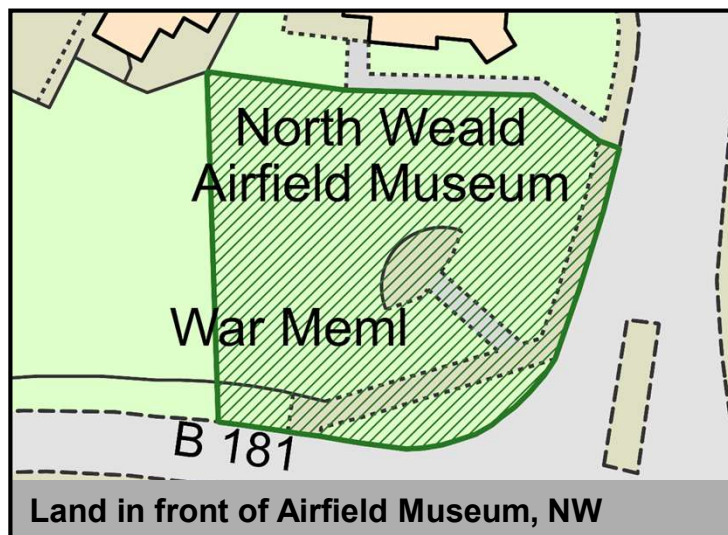 North Weald
Airfield Museum
War Meml
B 181
Land in front of Airfield Museum, NW